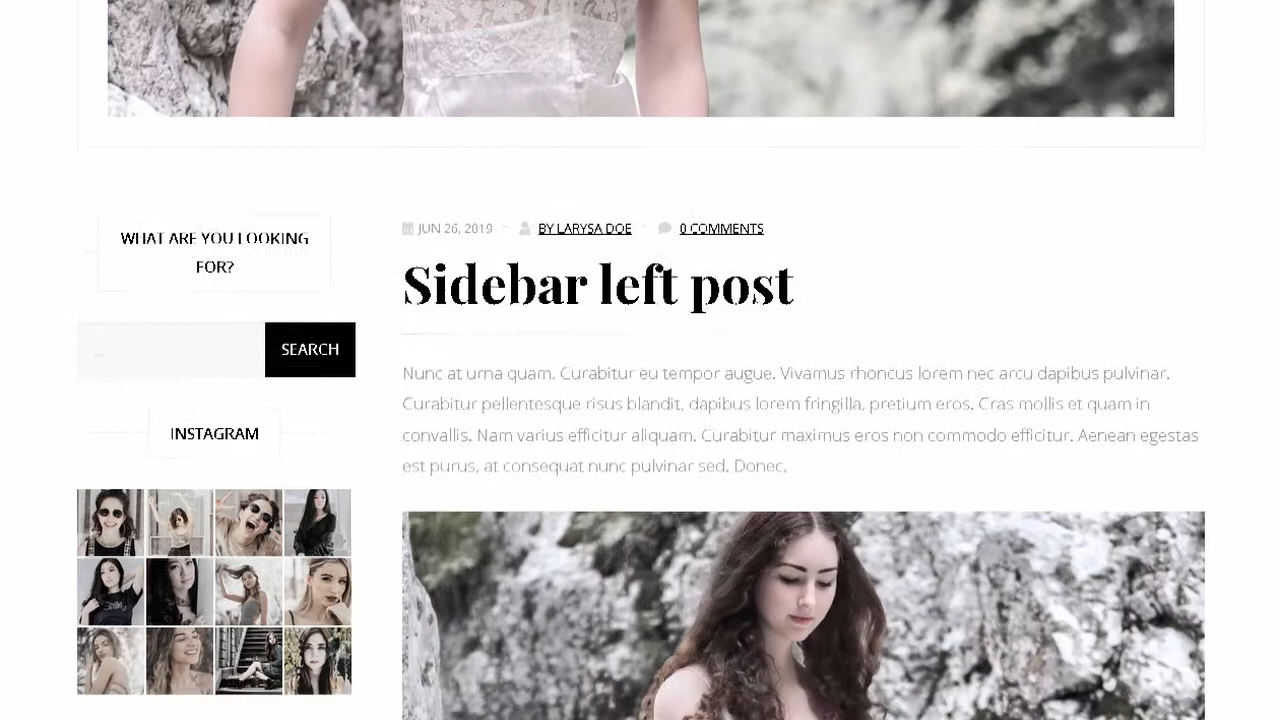 WHAT ARE YOU LOOKING
FOR?
SEARCH
INSTAGRAM
JUN 26, 2019
BY LARYSA DOE
0 COMMENTS
Sidebar left post
Nunc at urna quam. Curabitur eu tempor augue. Vivamus rhoncus lorem nec arcu dapibus pulvinar.
Curabitur pellentesque risus blandit, dapibus lorem fringilla, pretium eros. Cras mollis et quam in
convallis. Nam varius efficitur aliquam. Curabitur maximus eros non commodo efficitur. Aenean egestas
est purus, at consequat nunc pulvinar sed. Donec.